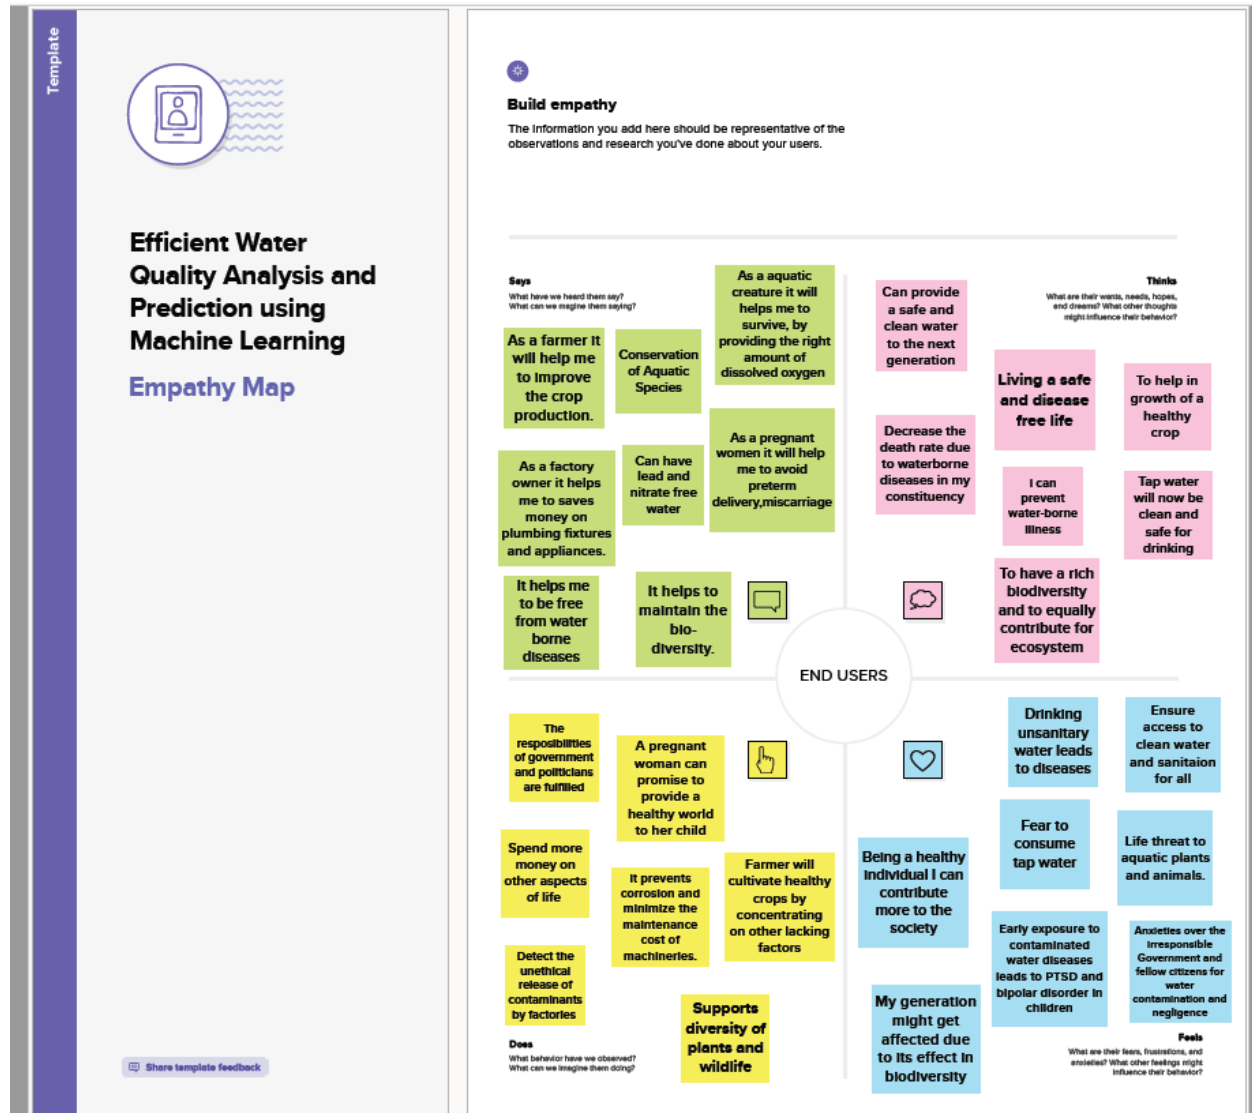 Template
Efficient Water
Quality Analysis and
Prediction using
Machine Learning
Empathy Map
Share template feedback
Build empathy
The information you add here should be representative of the
observations and research you've done about your users.
Says
What have we heard them say?
What can we magine them saying?
As a farmer it
will help me
to improve
the crop
production.
Conservation
of Aquatic
Species
As a aquatic
creature it will
helps me to
survive, by
providing the right
amount of
dissolved oxygen
As a factory
owner it helps
me to saves
money on
plumbing fixtures
and appliances.
Can have
lead and
nitrate free
water
As a pregnant
women it will help
me to avoid
preterm
delivery,miscarriage
It helps me
to be free
from water
borne
diseases
It helps to
maintain the
bio-
diversity.
Thinks
What are their wants, needs, hopes,
and dreams? What other thoughts
might influence their behavior?
Can provide
a safe and
clean water
to the next
generation
Living a safe
and disease
free life
To help in
growth of a
healthy
crop
Decrease the
death rate due
to waterborne
diseases in my
constituency
I can
prevent
water-borne
illness
Tap water
will now be
clean and
safe for
drinking
To have a rich
biodiversity
and to equally
contribute for
ecosystem
END USERS
The
resposibilities
of government
and politicians
are fulfilled
A pregnant
woman can
promise to
provide a
healthy world
to her child
Spend more
money on
other aspects
of life
It prevents
corrosion and
minimize the
maintenance
cost of
machineries.
Farmer will
cultivate healthy
crops by
concentrating
on other lacking
factors
Detect the
unethical
release of
contaminants
by factories
Supports
diversity of
plants and
wildlife
Does
What behavior have we observed?
What can we imagine them doing?
Drinking
unsanitary
water leads
to diseases
Ensure
access to
clean water
and sanitaion
for all
Fear to
consume
tap water
Life threat to
aquatic plants
and animals.
Being a healthy
individual I can
contribute
more to the
society
Early exposure to
contaminated
water diseases
leads to PTSD and
bipolar disorder in
children
Anxieties over the
irresponsible
Government and
fellow citizens for
water
contamination and
negligence
My generation
might get
affected due
to its effect in
biodiversity
Feels
What are their fears, frustrations, and
anxieties? What other feelings might
influence their behavior?